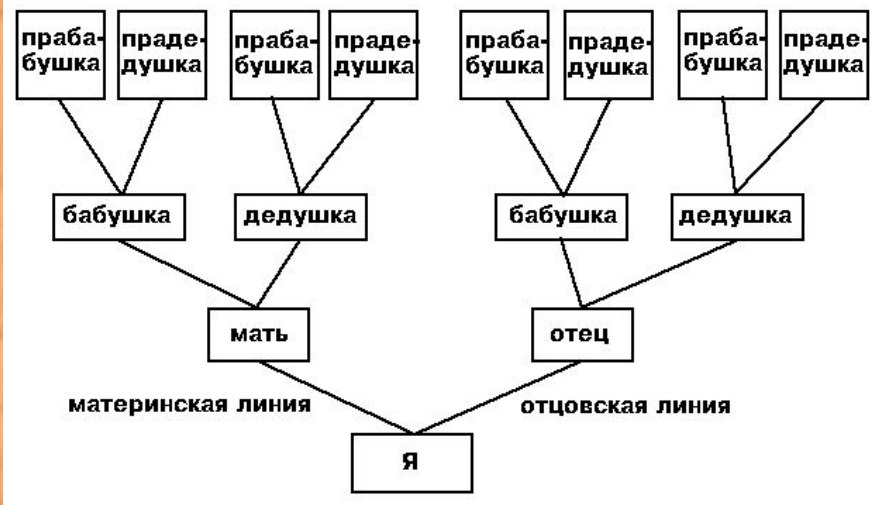 праба- праде- праба- праде- праба- праде- праба- праде-
бушка душка бушка душка бушка душка бушка душка
бабушка дедушка бабушка дедушка
мать отец
материнская линия отцовская линия
я